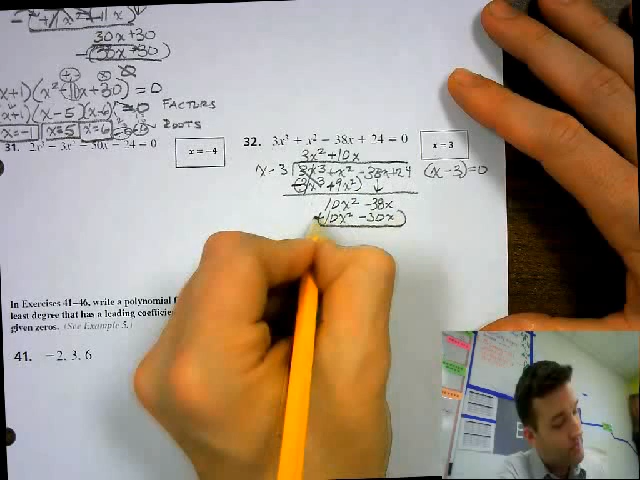 30x+30
-(30x+30)
x+1)(x²-11x+30)=0
x+1)(x-5)(x-6)=0 FACTORS
x=-1 x=5 x=6 ROOTS
31. 2x³ - 3x² - 50x - 24 = 0 x = -4
32. 3x³ + x² - 38x + 24 = 0 x - 3
3x²+10x
x-3 3x³+x²-38x+24 (x-3)=0
-(3x³-9x²)
10x²-38x
10x²-30x
In Exercises 41–46, write a polynomial
least degree that has a leading coefficie
given zeros. (See Example 5.)
41. -2, 3, 6